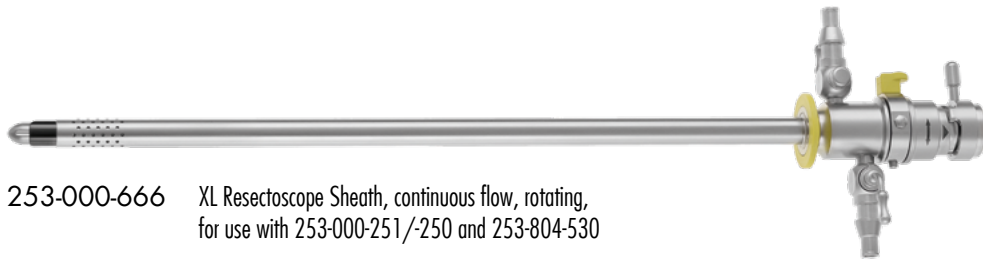 253-000-666 XL Resectoscope Sheath, continuous flow, rotating,
for use with 253-000-251/-250 and 253-804-530